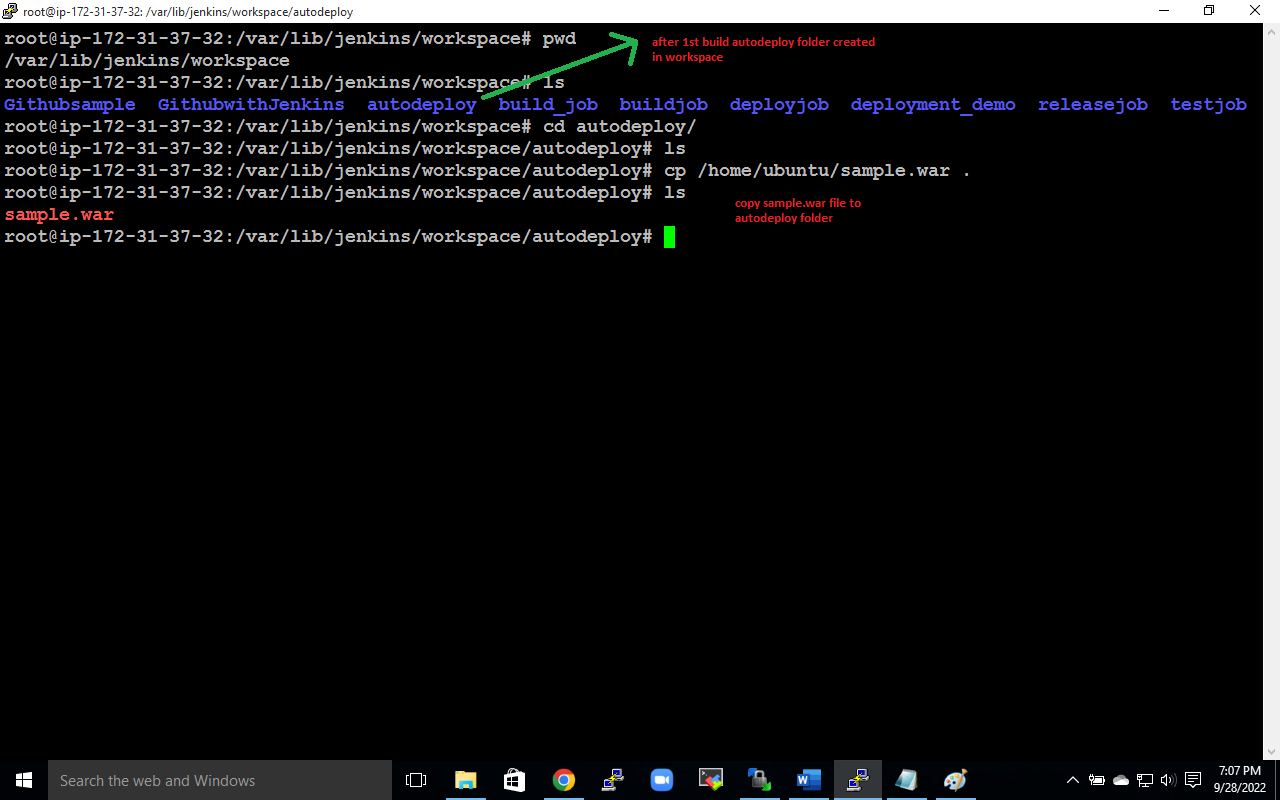 root@ip-172-31-37-32: /var/lib/jenkins/workspace/autodeploy
root@ip-172-31-37-32:/var/lib/jenkins/workspace# pwd
after 1st build autodeploy folder created
in workspace
/var/lib/jenkins/workspace
root@ip-172-31-37-32:/var/lib/jenkins/workspace# ls
Githubsample GithubwithJenkins autodeploy build_job buildjob deployjob deployment_demo releasejob testjob
root@ip-172-31-37-32:/var/lib/jenkins/workspace# cd autodeploy/
root@ip-172-31-37-32:/var/lib/jenkins/workspace/autodeploy# ls
root@ip-172-31-37-32:/var/lib/jenkins/workspace/autodeploy# cp /home/ubuntu/sample.war .
root@ip-172-31-37-32:/var/lib/jenkins/workspace/autodeploy# ls
copy sample.war file to
autodeploy folder
sample.war
root@ip-172-31-37-32:/var/lib/jenkins/workspace/autodeploy#
Search the web and Windows
7:07 PM
9/28/2022